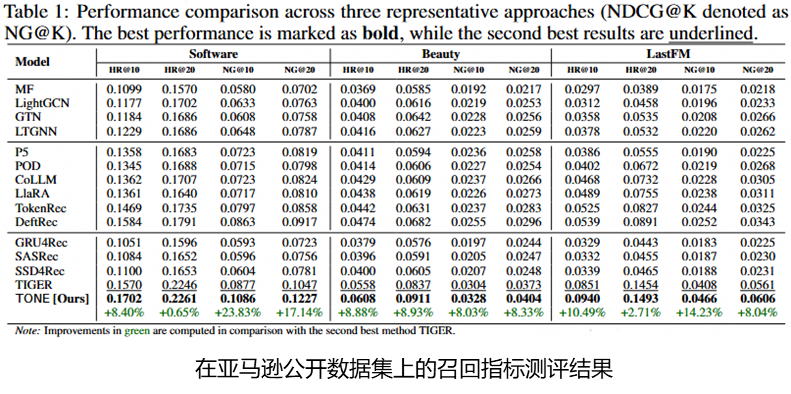 Table 1: Performance comparison across three representative approaches (NDCG@K denoted as
NG@K). The best performance is marked as bold, while the second best results are underlined.
Model Software Beauty LastFM
HR@10 HR@20 NG@10 NG@20 HR@10 HR@20 NG@10 NG@20 HR@10 HR@20 NG@10 NG@20
MF 0.1099 0.1570 0.0580 0.0702 0.0369 0.0585 0.0192 0.0217 0.0297 0.0389 0.0175 0.0218
LightGCN 0.1177 0.1702 0.0633 0.0763 0.0400 0.0616 0.0219 0.0253 0.0312 0.0458 0.0196 0.0233
GTN 0.1184 0.1686 0.0608 0.0758 0.0408 0.0642 0.0228 0.0256 0.0358 0.0535 0.0208 0.0266
LTGNN 0.1229 0.1686 0.0648 0.0787 0.0416 0.0627 0.0223 0.0259 0.0378 0.0532 0.0220 0.0262
P5 0.1358 0.1683 0.0723 0.0819 0.0411 0.0594 0.0236 0.0258 0.0386 0.0555 0.0190 0.0225
POD 0.1345 0.1688 0.0715 0.0798 0.0414 0.0606 0.0227 0.0254 0.0402 0.0672 0.0219 0.0268
CoLLM 0.1362 0.1707 0.0723 0.0824 0.0429 0.0609 0.0237 0.0266 0.0468 0.0732 0.0228 0.0305
LlaRA 0.1361 0.1640 0.0717 0.0810 0.0438 0.0619 0.0226 0.0273 0.0489 0.0755 0.0238 0.0311
TokenRec 0.1469 0.1735 0.0797 0.0858 0.0442 0.0631 0.0237 0.0283 0.0525 0.0827 0.0244 0.0325
DeftRec 0.1584 0.1791 0.0863 0.0917 0.0474 0.0682 0.0255 0.0296 0.0539 0.0891 0.0252 0.0343
GRU4Rec 0.1051 0.1596 0.0593 0.0723 0.0379 0.0576 0.0197 0.0244 0.0329 0.0443 0.0183 0.0225
SASRec 0.1084 0.1652 0.0596 0.0756 0.0396 0.0591 0.0205 0.0247 0.0332 0.0455 0.0187 0.0230
SSD4Rec 0.1100 0.1653 0.0604 0.0781 0.0400 0.0605 0.0207 0.0248 0.0339 0.0465 0.0188 0.0231
TIGER 0.1570 0.2246 0.0877 0.1047 0.0558 0.0837 0.0304 0.0373 0.0851 0.1454 0.0408 0.0561
TONE [Ours] 0.1702 0.2261 0.1086 0.1227 0.0608 0.0911 0.0328 0.0404 0.0940 0.1493 0.0466 0.0606
+8.40% +0.65% +23.83% +17.14% +8.88% +8.93% +8.03% +8.33% +10.49% +2.71% +14.23% +8.04%
Note: Improvements in green are computed in comparison with the second best method TIGER.
在亚马逊公开数据集上的召回指标测评结果